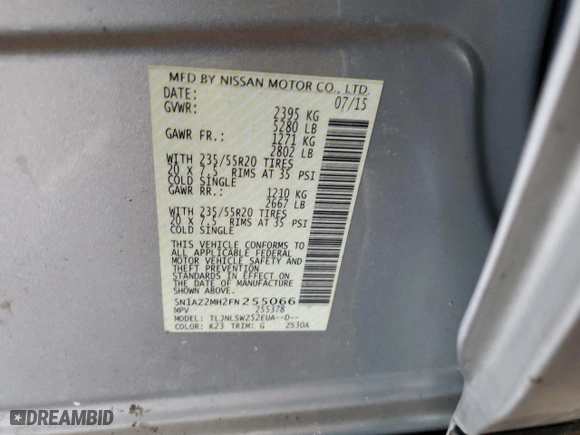 MFD BY NISSAN MOTOR CO., LTD.
DATE: 07/15
GVWR: 2395 KG
5280 LB
GAWR FR.: 1271 KG
2802 LB
WITH 235/55R20 TIRES
20 X 7.5 RIMS AT 35 PSI
COLD SINGLE
GAWR RR.: 1210 KG
2667 LB
WITH 235/55R20 TIRES
20 X 7.5 RIMS AT 35 PSI
COLD SINGLE
THIS VEHICLE CONFORMS TO
ALL APPLICABLE FEDERAL
MOTOR VEHICLE SAFETY AND
THEFT PREVENTION
STANDARDS IN EFFECT ON
THE DATE OF MANUFACTURE
SHOWN ABOVE.
5N1AZ2MH2FN255066
MPV 255378
MODEL: TLJNLSWZ52EUA--D--
COLOR: K23 TRIM: G ZS30A
DREAMBID